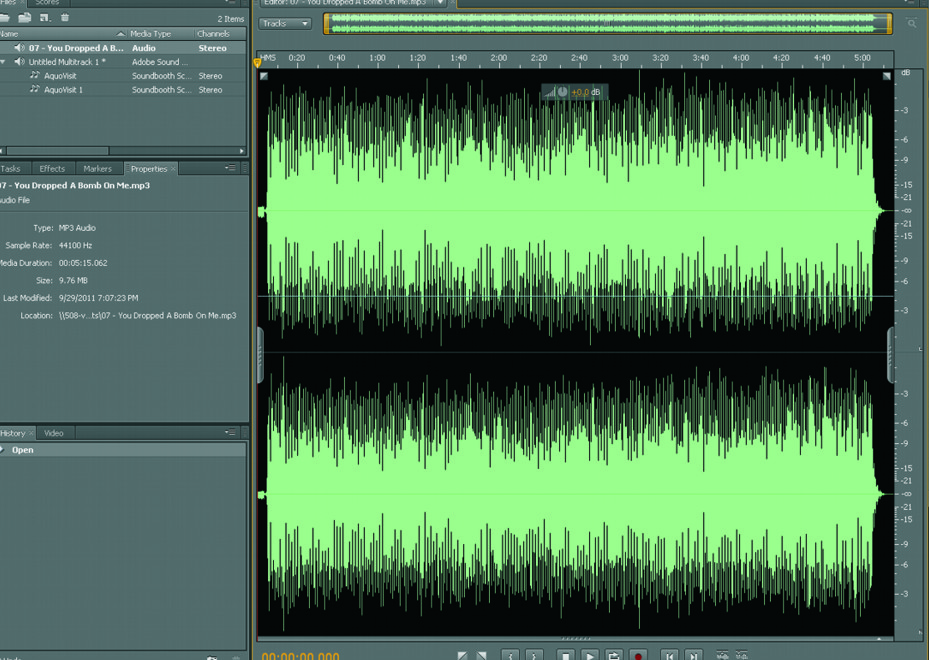 Files × Scores
2 Items
Name Media Type Channels
07 - You Dropped A B... Audio Stereo
Untitled Multitrack 1 * Adobe Sound ...
AquoVisit Soundbooth Sc... Stereo
AquoVisit 1 Soundbooth Sc... Stereo
Tasks Effects Markers Properties ×
07 - You Dropped A Bomb On Me.mp3
Audio File
Type: MP3 Audio
Sample Rate: 44100 Hz
Media Duration: 00:05:15.062
Size: 9.76 MB
Last Modified: 9/29/2011 7:07:23 PM
Location: \\508-v...ts\07 - You Dropped A Bomb On Me.mp3
History × Video
Open
Editor: 07 - You Dropped A Bomb On Me.mp3
Tracks
HMS 0:20 0:40 1:00 1:20 1:40 2:00 2:20 2:40 3:00 3:20 3:40 4:00 4:20 4:40 5:00
dB
+0.0 dB
-3
-6
-9
-15
-21
-∞
-21
-15
-9
-6
-3
-3
-6
-9
-15
-21
-∞
-21
-15
-9
-6
-3
00:00:00.000